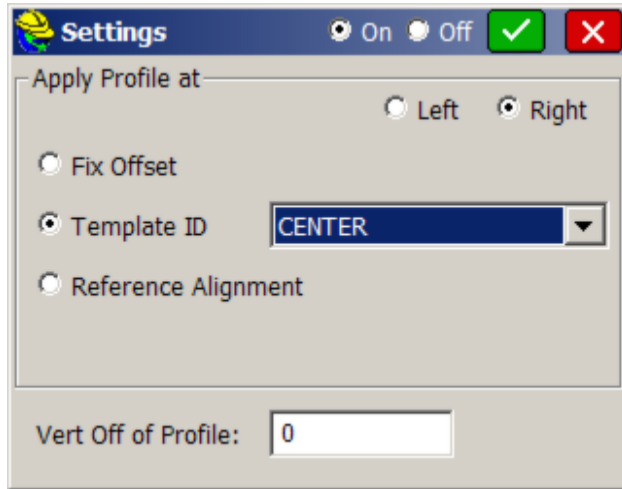 Settings On Off
Apply Profile at
Left Right
Fix Offset
Template ID CENTER
Reference Alignment
Vert Off of Profile: 0